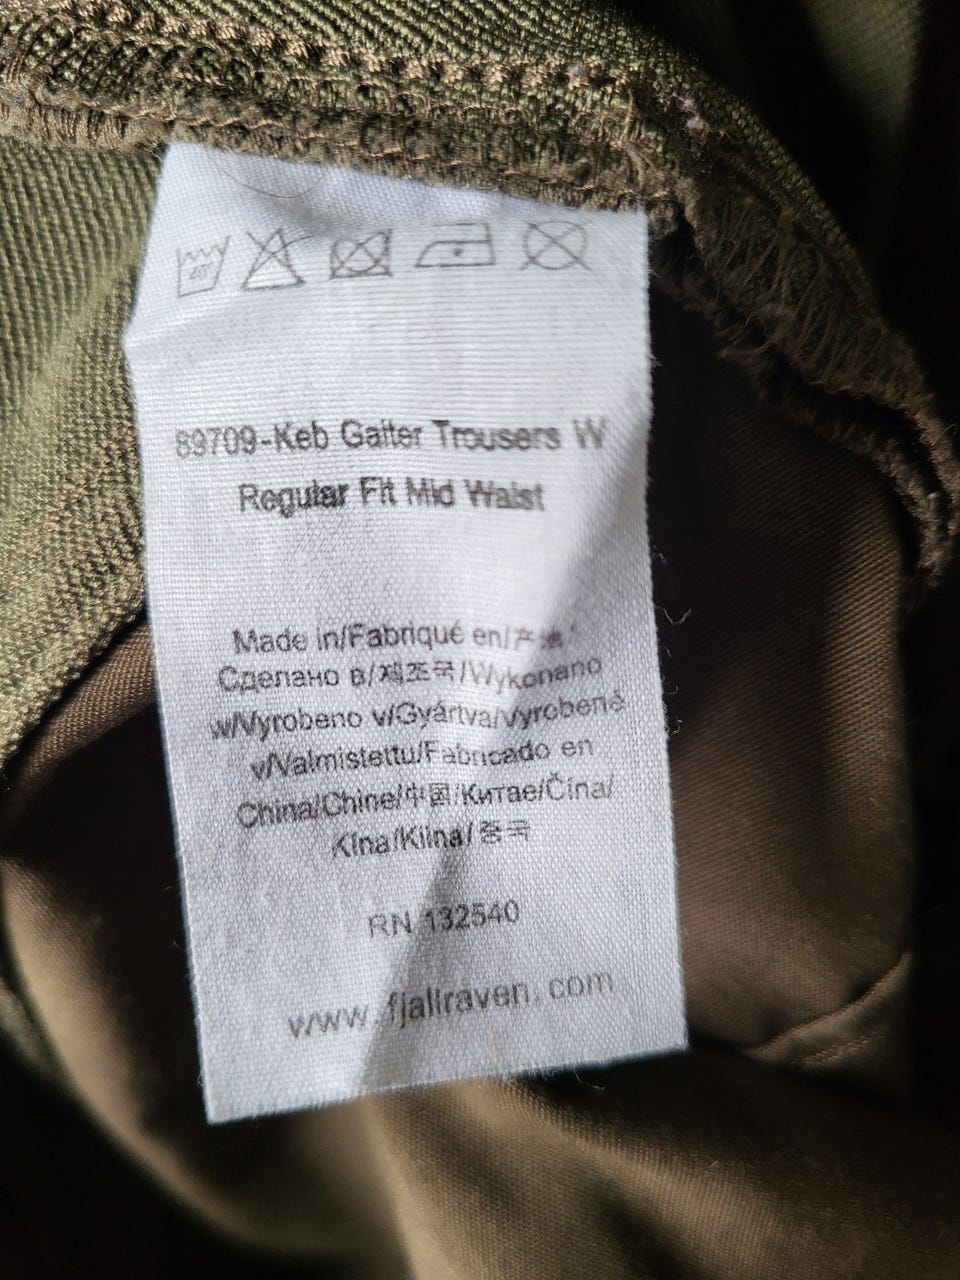 40°
89709-Keb Gaiter Trousers W
Regular Fit Mid Waist
Made in/Fabriqué en/产地/
Сделано в/제조국/Wykonano
w/Vyrobeno v/Gyártva/Vyrobené
v/Valmistettu/Fabricado en
China/Chine/中国/Китае/Čína/
Kína/Kiina/중국
RN 132540
www.fjallraven.com